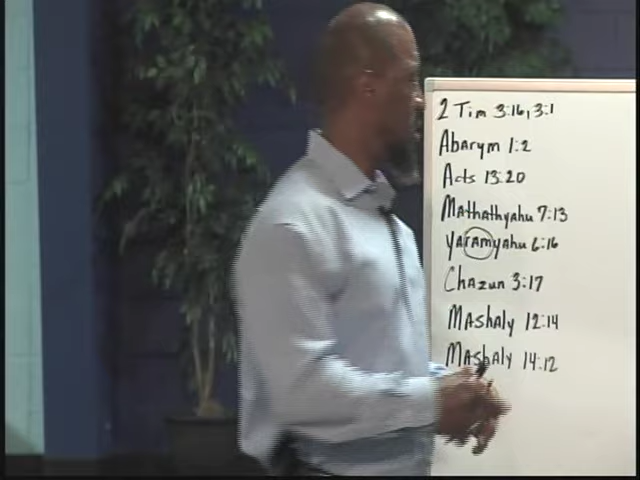 2 Tim 3:16, 3:1
Abarym 1:2
Acts 13:20
Mathathyahu 7:13
yaramyahu 6:16
Chazun 3:17
Mashaly 12:14
Mashaly 14:12